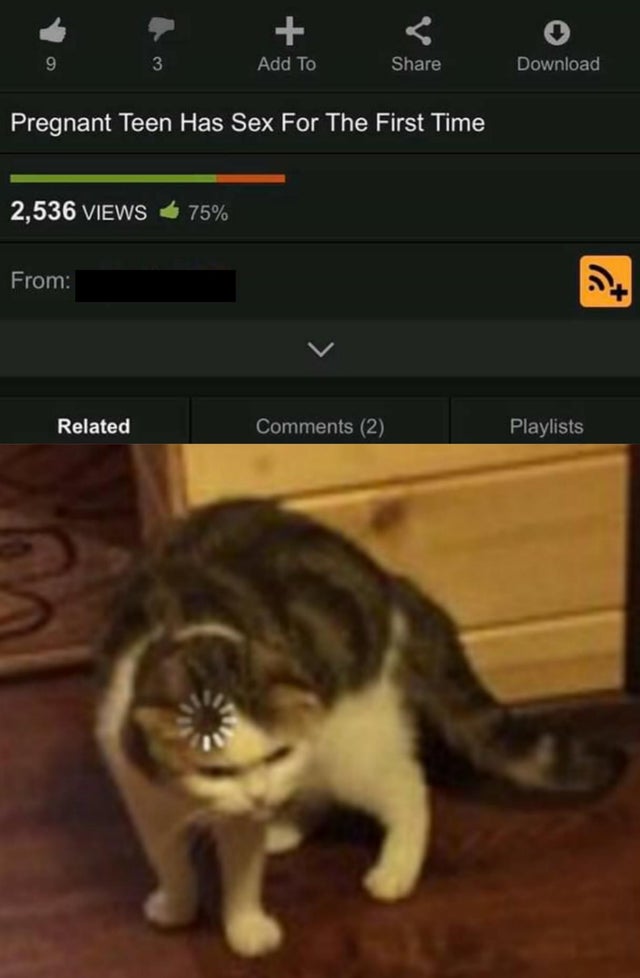 9 3 Add To Share Download
Pregnant Teen Has Sex For The First Time
2,536 VIEWS 75%
From:
Related Comments (2) Playlists